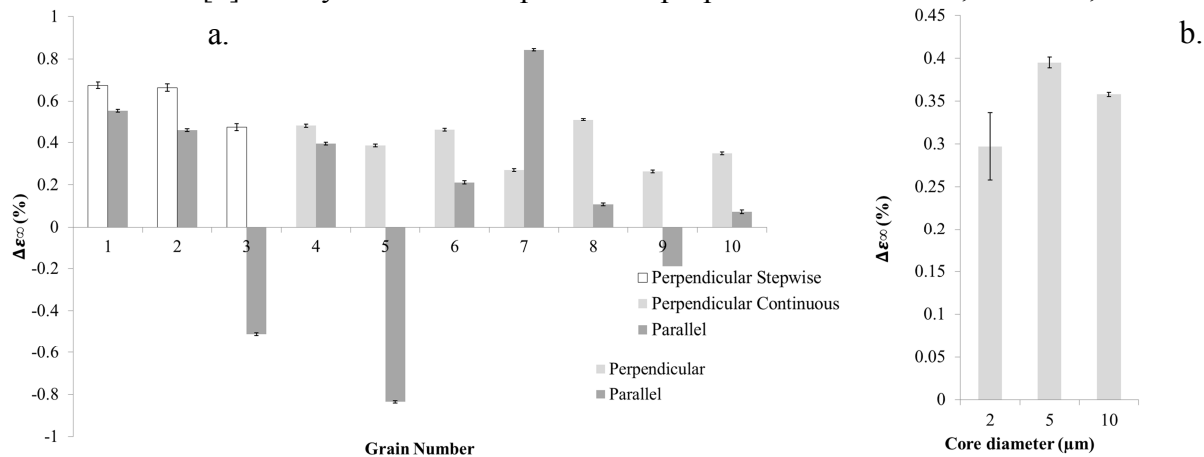 a.
b.
1
0.8
0.6
0.4
0.2
0
-0.2
-0.4
-0.6
-0.8
-1
Δε∞ (%)
1 2 3 4 5 6 7 8 9 10
Perpendicular Stepwise
Perpendicular Continuous
Parallel
Perpendicular
Parallel
Grain Number
0.45
0.4
0.35
0.3
0.25
0.2
0.15
0.1
0.05
0
Δε∞ (%)
2 5 10
Core diameter (µm)